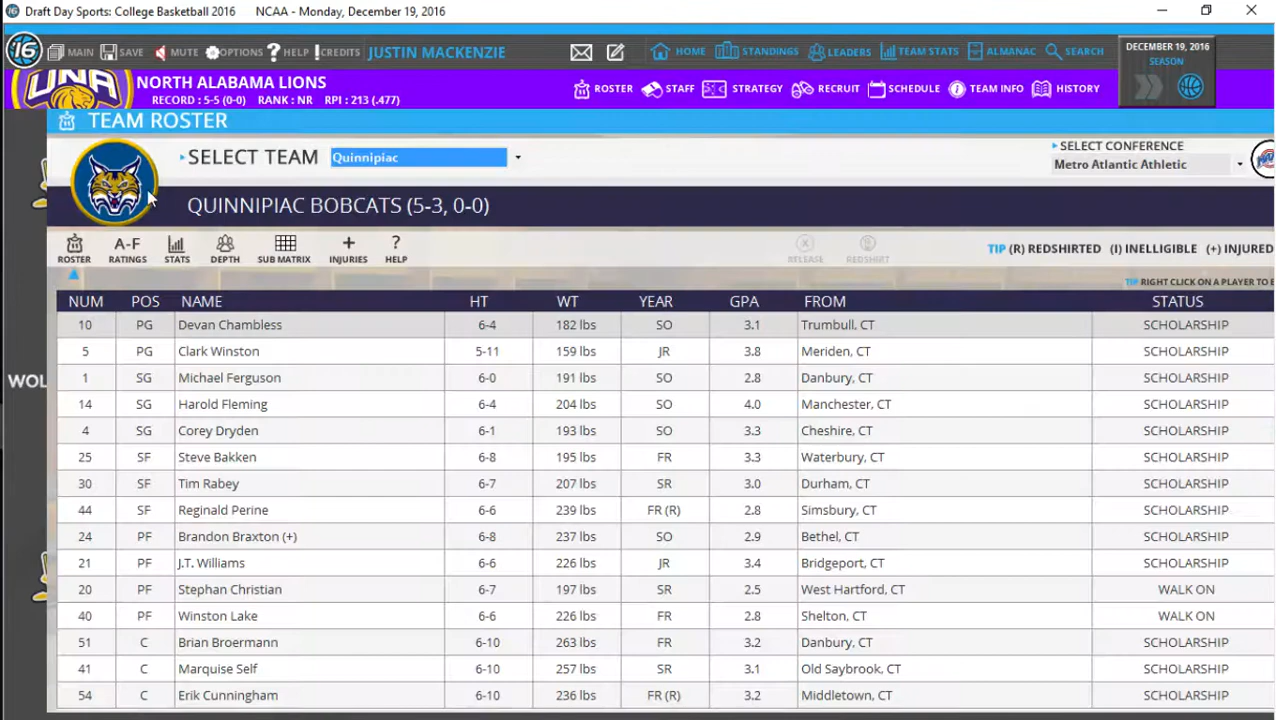 Draft Day Sports: College Basketball 2016 NCAA - Monday, December 19, 2016
16 MAIN SAVE MUTE OPTIONS ? HELP ! CREDITS JUSTIN MACKENZIE HOME STANDINGS LEADERS TEAM STATS ALMANAC SEARCH DECEMBER 19, 2016
SEASON
UNA NORTH ALABAMA LIONS
RECORD : 5-5 (0-0) RANK : NR RPI : 213 (.477) ROSTER STAFF STRATEGY RECRUIT SCHEDULE TEAM INFO HISTORY
TEAM ROSTER
SELECT TEAM Quinnipiac
SELECT CONFERENCE
Metro Atlantic Athletic
QUINNIPIAC BOBCATS (5-3, 0-0)
ROSTER A-F RATINGS STATS DEPTH SUB MATRIX + INJURIES ? HELP RELEASE REDSHIRT TIP (R) REDSHIRTED (I) INELIGIBLE (+) INJURED
TIP RIGHT CLICK ON A PLAYER TO E
NUM POS NAME HT WT YEAR GPA FROM STATUS
10 PG Devan Chambless 6-4 182 lbs SO 3.1 Trumbull, CT SCHOLARSHIP
5 PG Clark Winston 5-11 159 lbs JR 3.8 Meriden, CT SCHOLARSHIP
1 SG Michael Ferguson 6-0 191 lbs SO 2.8 Danbury, CT SCHOLARSHIP
14 SG Harold Fleming 6-4 204 lbs SO 4.0 Manchester, CT SCHOLARSHIP
4 SG Corey Dryden 6-1 193 lbs SO 3.3 Cheshire, CT SCHOLARSHIP
25 SF Steve Bakken 6-8 195 lbs FR 3.3 Waterbury, CT SCHOLARSHIP
30 SF Tim Rabey 6-7 207 lbs SR 3.0 Durham, CT SCHOLARSHIP
44 SF Reginald Perine 6-6 239 lbs FR (R) 2.8 Simsbury, CT SCHOLARSHIP
24 PF Brandon Braxton (+) 6-8 237 lbs SO 2.9 Bethel, CT SCHOLARSHIP
21 PF J.T. Williams 6-6 226 lbs JR 3.4 Bridgeport, CT SCHOLARSHIP
20 PF Stephan Christian 6-7 197 lbs SR 2.5 West Hartford, CT WALK ON
40 PF Winston Lake 6-6 226 lbs FR 2.8 Shelton, CT WALK ON
51 C Brian Broermann 6-10 263 lbs FR 3.2 Danbury, CT SCHOLARSHIP
41 C Marquise Self 6-10 257 lbs SR 3.1 Old Saybrook, CT SCHOLARSHIP
54 C Erik Cunningham 6-10 236 lbs FR (R) 3.2 Middletown, CT SCHOLARSHIP
WOL